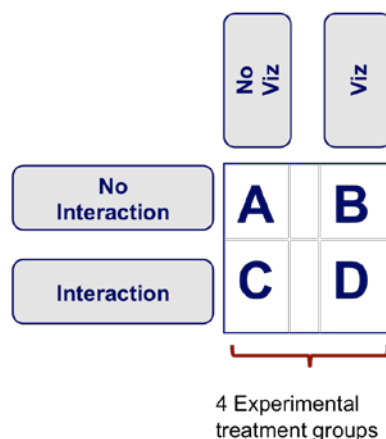 No
Viz
Viz
No
Interaction
A
B
Interaction
C
D
4 Experimental
treatment groups